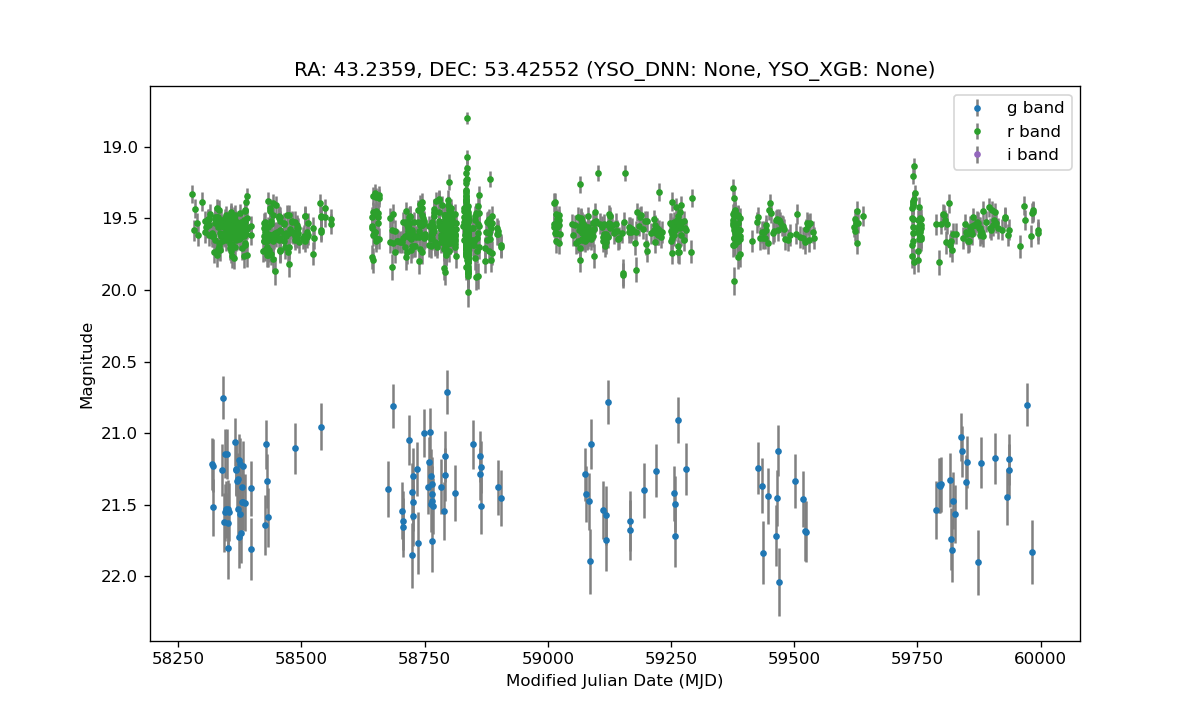 RA: 43.2359, DEC: 53.42552 (YSO_DNN: None, YSO_XGB: None)
g band
r band
i band
19.0
19.5
20.0
20.5
21.0
21.5
22.0
Magnitude
58250 58500 58750 59000 59250 59500 59750 60000
Modified Julian Date (MJD)